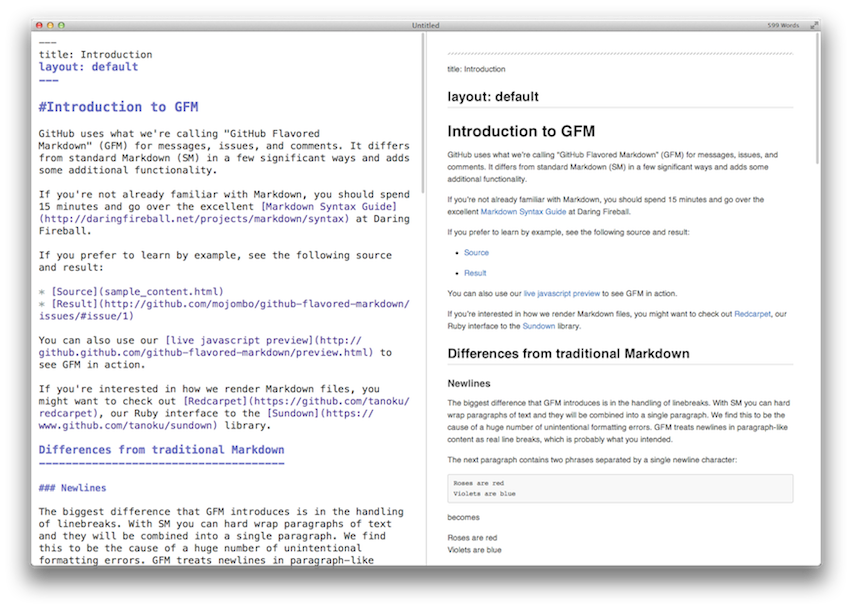 Untitled
599 Words
---
title: Introduction
layout: default
---
#Introduction to GFM
GitHub uses what we're calling "GitHub Flavored
Markdown" (GFM) for messages, issues, and comments. It differs
from standard Markdown (SM) in a few significant ways and adds
some additional functionality.
If you're not already familiar with Markdown, you should spend
15 minutes and go over the excellent [Markdown Syntax Guide]
(http://daringfireball.net/projects/markdown/syntax) at Daring
Fireball.
If you prefer to learn by example, see the following source
and result:
* [Source](sample_content.html)
* [Result](http://github.com/mojombo/github-flavored-markdown/
issues/#issue/1)
You can also use our [live javascript preview](http://
github.github.com/github-flavored-markdown/preview.html) to
see GFM in action.
If you're interested in how we render Markdown files, you
might want to check out [Redcarpet](https://github.com/tanoku/
redcarpet), our Ruby interface to the [Sundown](https://
www.github.com/tanoku/sundown) library.
Differences from traditional Markdown
-------------------------------------
### Newlines
The biggest difference that GFM introduces is in the handling
of linebreaks. With SM you can hard wrap paragraphs of text
and they will be combined into a single paragraph. We find
this to be the cause of a huge number of unintentional
formatting errors. GFM treats newlines in paragraph-like
title: Introduction
layout: default
Introduction to GFM
GitHub uses what we're calling "GitHub Flavored Markdown" (GFM) for messages, issues, and
comments. It differs from standard Markdown (SM) in a few significant ways and adds some
additional functionality.
If you're not already familiar with Markdown, you should spend 15 minutes and go over the
excellent Markdown Syntax Guide at Daring Fireball.
If you prefer to learn by example, see the following source and result:
• Source
• Result
You can also use our live javascript preview to see GFM in action.
If you're interested in how we render Markdown files, you might want to check out Redcarpet, our
Ruby interface to the Sundown library.
Differences from traditional Markdown
Newlines
The biggest difference that GFM introduces is in the handling of linebreaks. With SM you can hard
wrap paragraphs of text and they will be combined into a single paragraph. We find this to be the
cause of a huge number of unintentional formatting errors. GFM treats newlines in paragraph-like
content as real line breaks, which is probably what you intended.
The next paragraph contains two phrases separated by a single newline character:
Roses are red
Violets are blue
becomes
Roses are red
Violets are blue